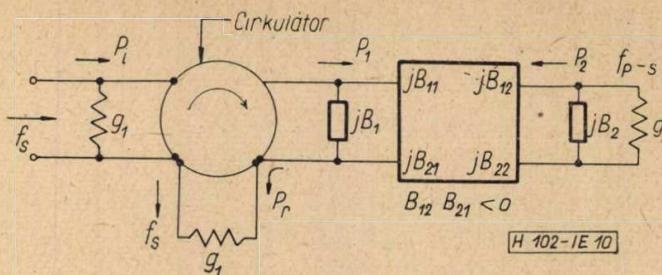 Cirkulátor
P_i
P_1
P_2
f_{p-s}
f_s
g_1
jB_1
jB_11
jB_12
jB_21
jB_22
jB_2
g
f_s
P_r
g_1
B_12 B_21 < 0
H 102-IE 10